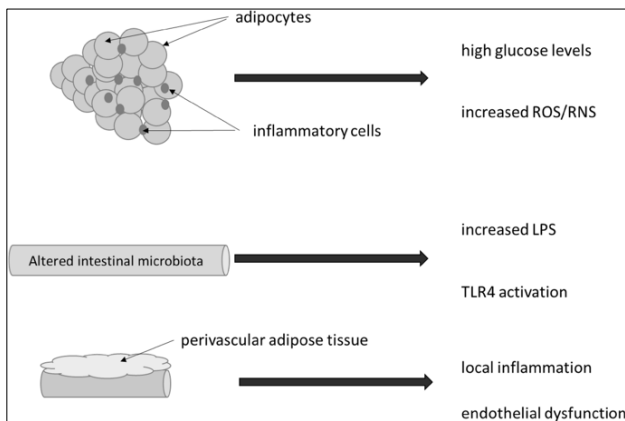 adipocytes
high glucose levels
increased ROS/RNS
inflammatory cells
increased LPS
Altered intestinal microbiota
TLR4 activation
perivascular adipose tissue
local inflammation
endothelial dysfunction